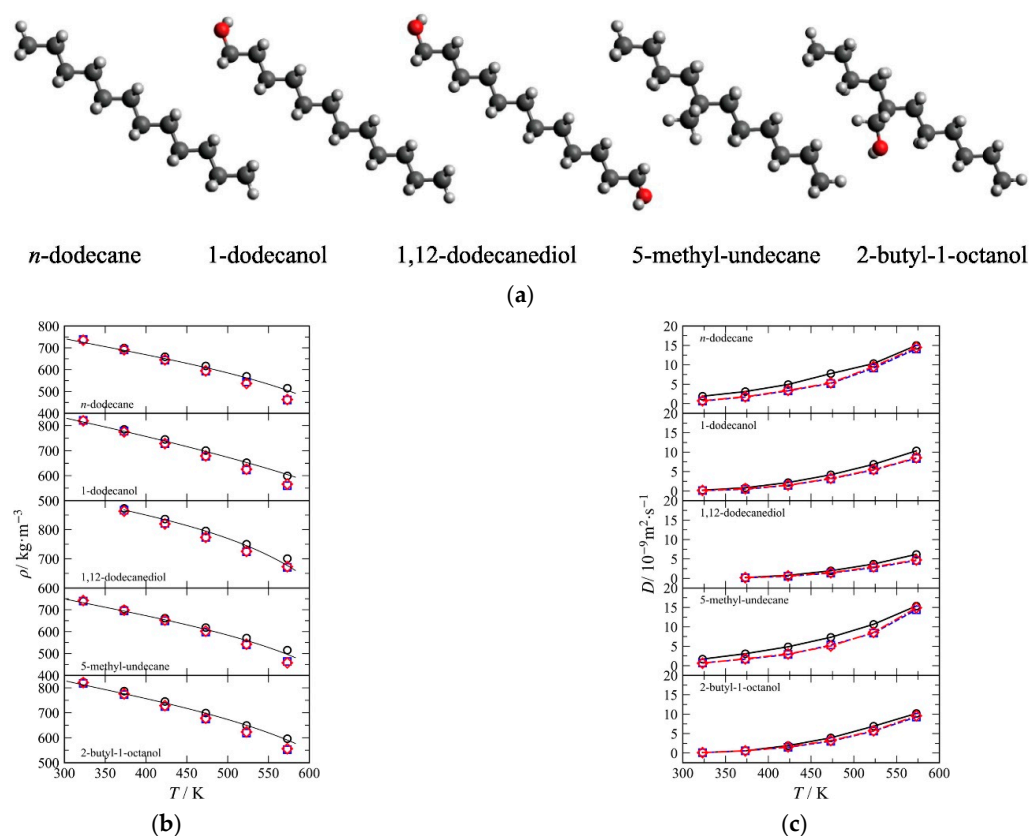 n-dodecane 1-dodecanol 1,12-dodecanediol 5-methyl-undecane 2-butyl-1-octanol
(a)
800
700
600
500
n-dodecane
400
800
700
600
1-dodecanol
500
800
700
1,12-dodecanediol
600
700
600
500
5-methyl-undecane
400
800
700
600
2-butyl-1-octanol
500
300 350 400 450 500 550 600
ρ/ kg·m⁻³
T / K
(b)
20
n-dodecane
15
10
5
20
1-dodecanol
15
10
5
0
20
1,12-dodecanediol
15
10
5
0
5-methyl-undecane
15
10
5
0
20
2-butyl-1-octanol
15
10
5
0
300 350 400 450 500 550 600
D/ 10⁻⁹m²·s⁻¹
T / K
(c)